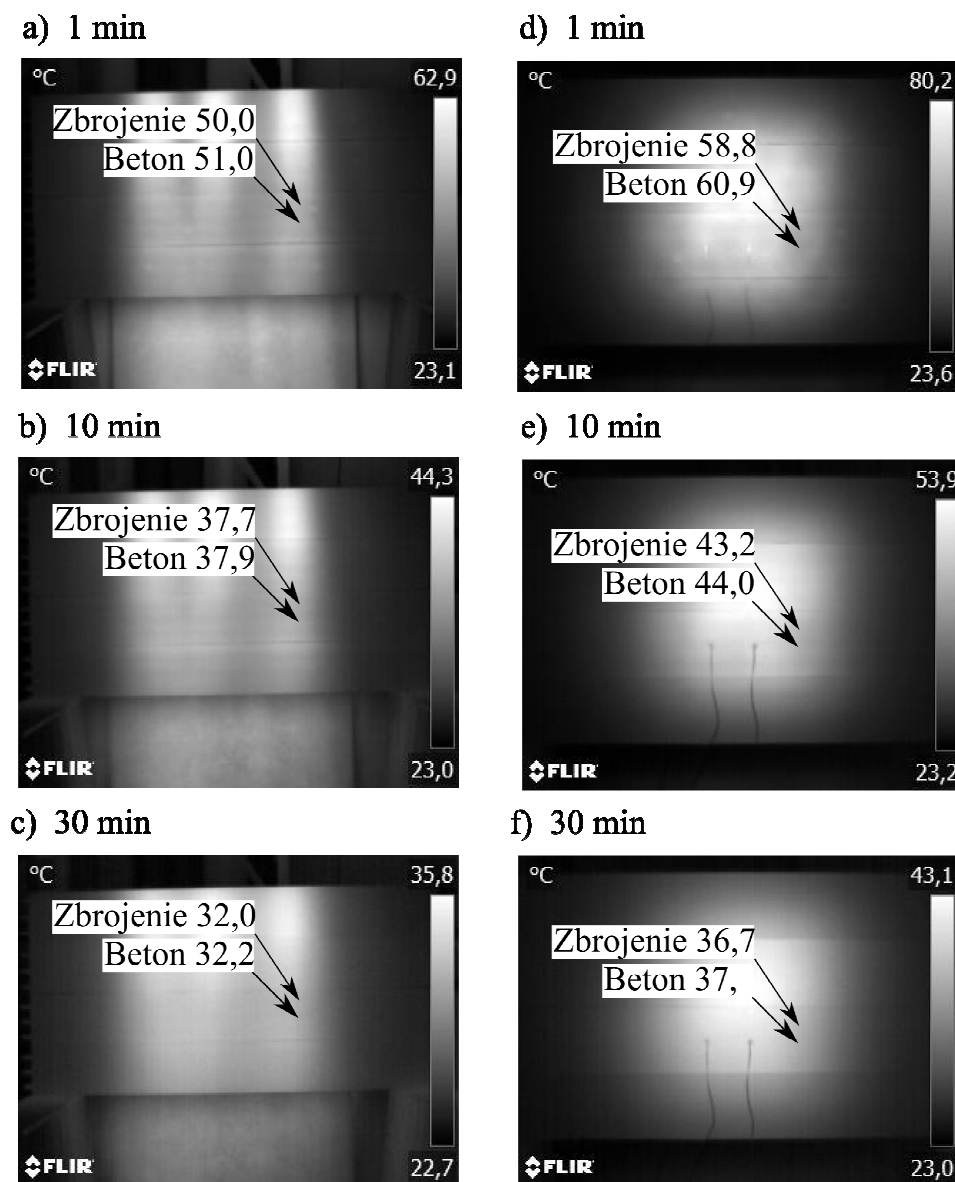 a) 1 min
°C 62,9
Zbrojenie 50,0
Beton 51,0
FLIR 23,1
d) 1 min
°C 80,2
Zbrojenie 58,8
Beton 60,9
FLIR 23,6
b) 10 min
°C 44,3
Zbrojenie 37,7
Beton 37,9
FLIR 23,0
e) 10 min
°C 53,9
Zbrojenie 43,2
Beton 44,0
FLIR 23,2
c) 30 min
°C 35,8
Zbrojenie 32,0
Beton 32,2
FLIR 22,7
f) 30 min
°C 43,1
Zbrojenie 36,7
Beton 37,
FLIR 23,0